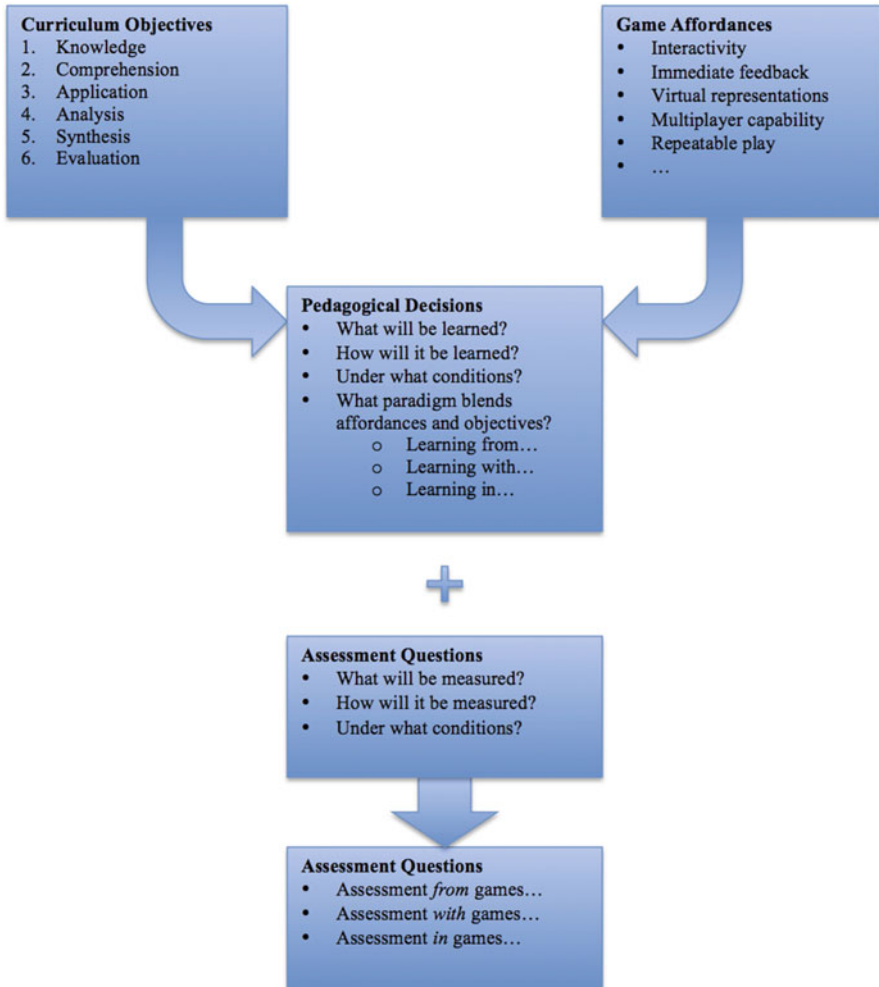 Curriculum Objectives
1. Knowledge
2. Comprehension
3. Application
4. Analysis
5. Synthesis
6. Evaluation
Game Affordances
• Interactivity
• Immediate feedback
• Virtual representations
• Multiplayer capability
• Repeatable play
• …
Pedagogical Decisions
• What will be learned?
• How will it be learned?
• Under what conditions?
• What paradigm blends
affordances and objectives?
o Learning from…
o Learning with…
o Learning in…
+
Assessment Questions
• What will be measured?
• How will it be measured?
• Under what conditions?
Assessment Questions
• Assessment from games…
• Assessment with games…
• Assessment in games…